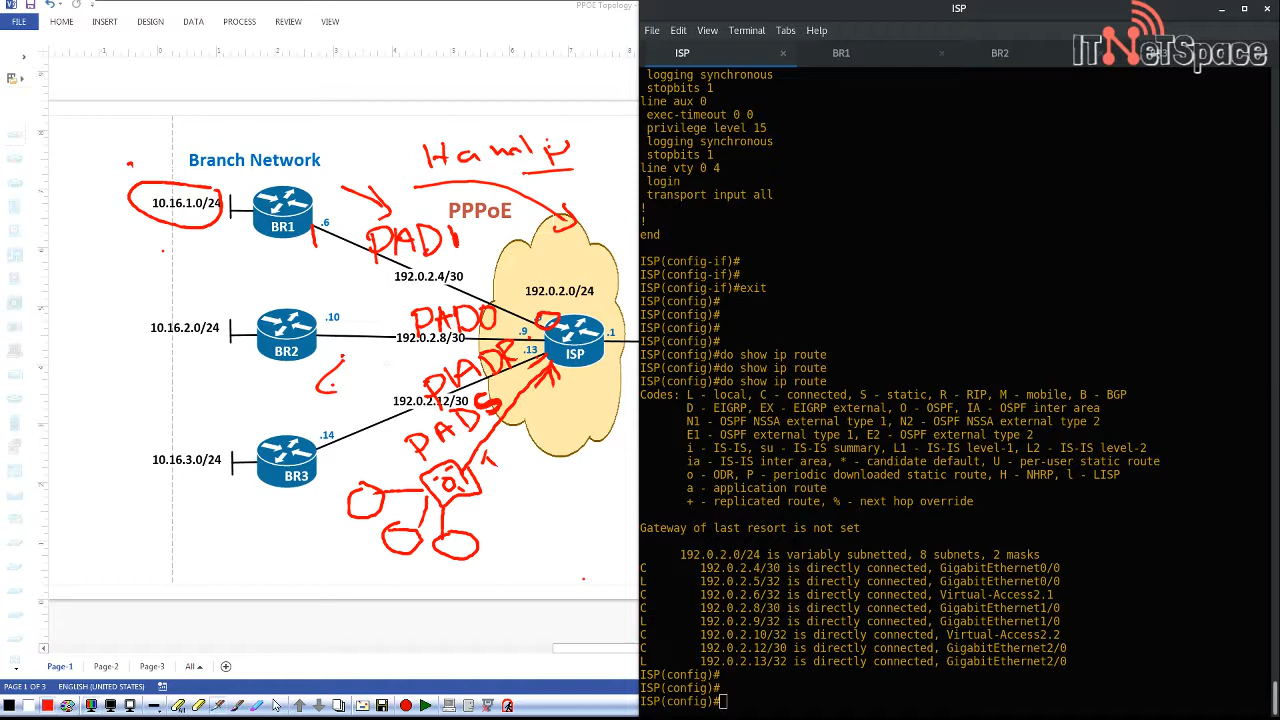 PPOE Topology -
FILE HOME INSERT DESIGN DATA PROCESS REVIEW VIEW
Branch Network
10.16.1.0/24
BR1
.6
PPPoE
PADI
192.0.2.4/30
192.0.2.0/24
10.16.2.0/24
BR2
.10
PADO
192.0.2.8/30
.9
.13
ISP
.1
PADR
192.0.2.12/30
PADS
10.16.3.0/24
BR3
.14
Page-1 Page-2 Page-3 All
PAGE 1 OF 3 ENGLISH (UNITED STATES)
ISP
File Edit View Terminal Tabs Help
ITNeTSpace
ISP BR1 BR2
logging synchronous
stopbits 1
line aux 0
exec-timeout 0 0
privilege level 15
logging synchronous
stopbits 1
line vty 0 4
login
transport input all
!
!
end
ISP(config-if)#
ISP(config-if)#
ISP(config-if)#exit
ISP(config)#
ISP(config)#
ISP(config)#
ISP(config)#
ISP(config)#do show ip route
ISP(config)#do show ip route
ISP(config)#do show ip route
Codes: L - local, C - connected, S - static, R - RIP, M - mobile, B - BGP
D - EIGRP, EX - EIGRP external, O - OSPF, IA - OSPF inter area
N1 - OSPF NSSA external type 1, N2 - OSPF NSSA external type 2
E1 - OSPF external type 1, E2 - OSPF external type 2
i - IS-IS, su - IS-IS summary, L1 - IS-IS level-1, L2 - IS-IS level-2
ia - IS-IS inter area, * - candidate default, U - per-user static route
o - ODR, P - periodic downloaded static route, H - NHRP, l - LISP
a - application route
+ - replicated route, % - next hop override
Gateway of last resort is not set
192.0.2.0/24 is variably subnetted, 8 subnets, 2 masks
C 192.0.2.4/30 is directly connected, GigabitEthernet0/0
L 192.0.2.5/32 is directly connected, GigabitEthernet0/0
C 192.0.2.6/32 is directly connected, Virtual-Access2.1
C 192.0.2.8/30 is directly connected, GigabitEthernet1/0
L 192.0.2.9/32 is directly connected, GigabitEthernet1/0
C 192.0.2.10/32 is directly connected, Virtual-Access2.2
C 192.0.2.12/30 is directly connected, GigabitEthernet2/0
L 192.0.2.13/32 is directly connected, GigabitEthernet2/0
ISP(config)#
ISP(config)#
ISP(config)#